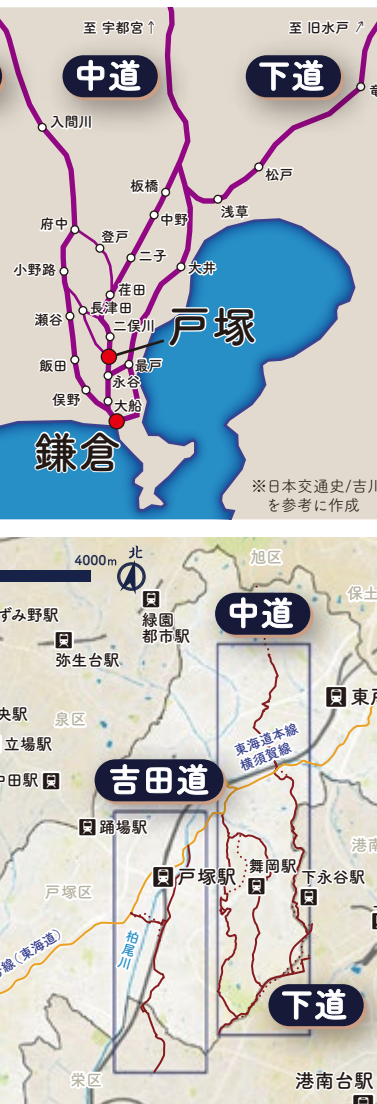 至 宇都宮↑
至 旧水戸↗
中道
下道
入間川
松戸
板橋
浅草
中野
府中
登戸
二子
大井
小野路
荏田
長津田
瀬谷
二俣川
戸塚
飯田
最戸
永谷
俣野
大船
鎌倉
※日本交通史/吉川
を参考に作成
4000m
北
旭区
保土
緑園
都市駅
中道
ずみ野駅
弥生台駅
東戸
泉区
央駅
東海道本線
横須賀線
立場駅
中田駅
吉田道
踊場駅
港南
戸塚駅
舞岡駅
下永谷駅
戸塚区
柏尾川
線(東海道)
下道
栄区
港南台駅